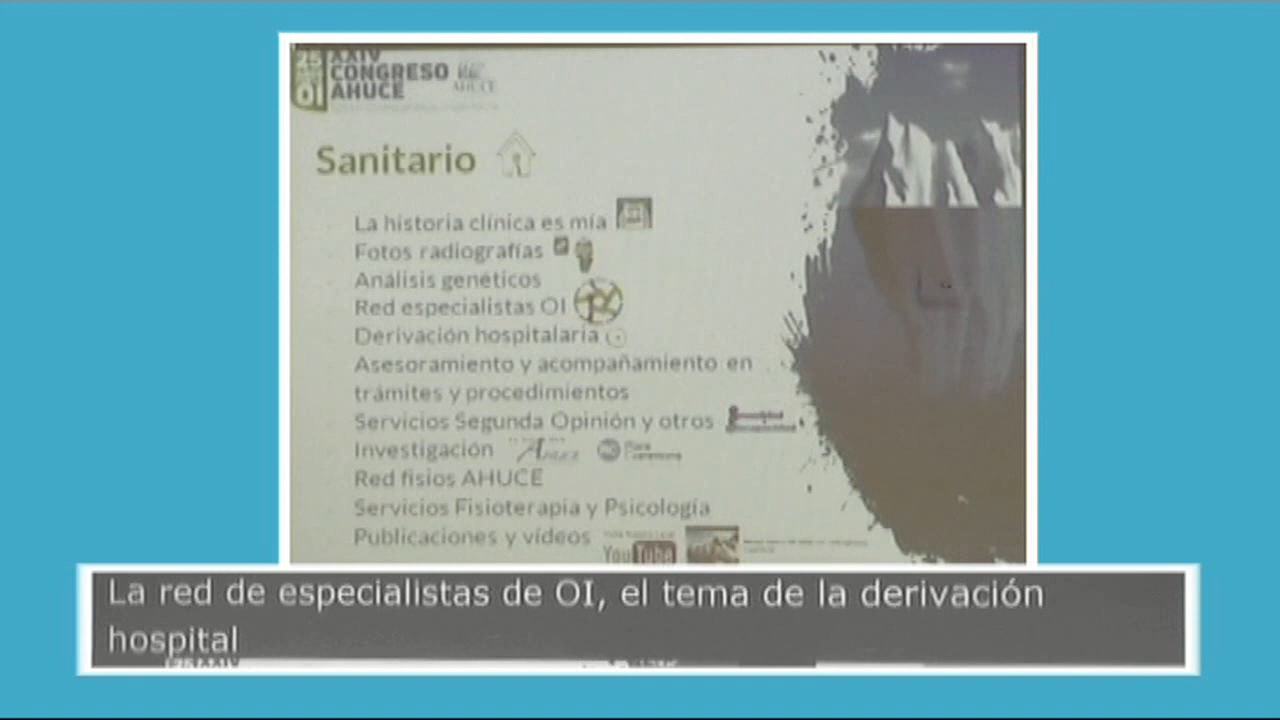 25
XXIV
CONGRESO
AHUCE
OI
AHUCE
Sanitario
La historia clínica es mía
Fotos radiografías
Análisis genéticos
Red especialistas OI
Derivación hospitalaria
Asesoramiento y acompañamiento en
trámites y procedimientos
Servicios Segunda Opinión y otros
Investigación AHUCE
Red fisios AHUCE
Servicios Fisioterapia y Psicología
Publicaciones y vídeos
YouTube
La red de especialistas de OI, el tema de la derivación
hospital